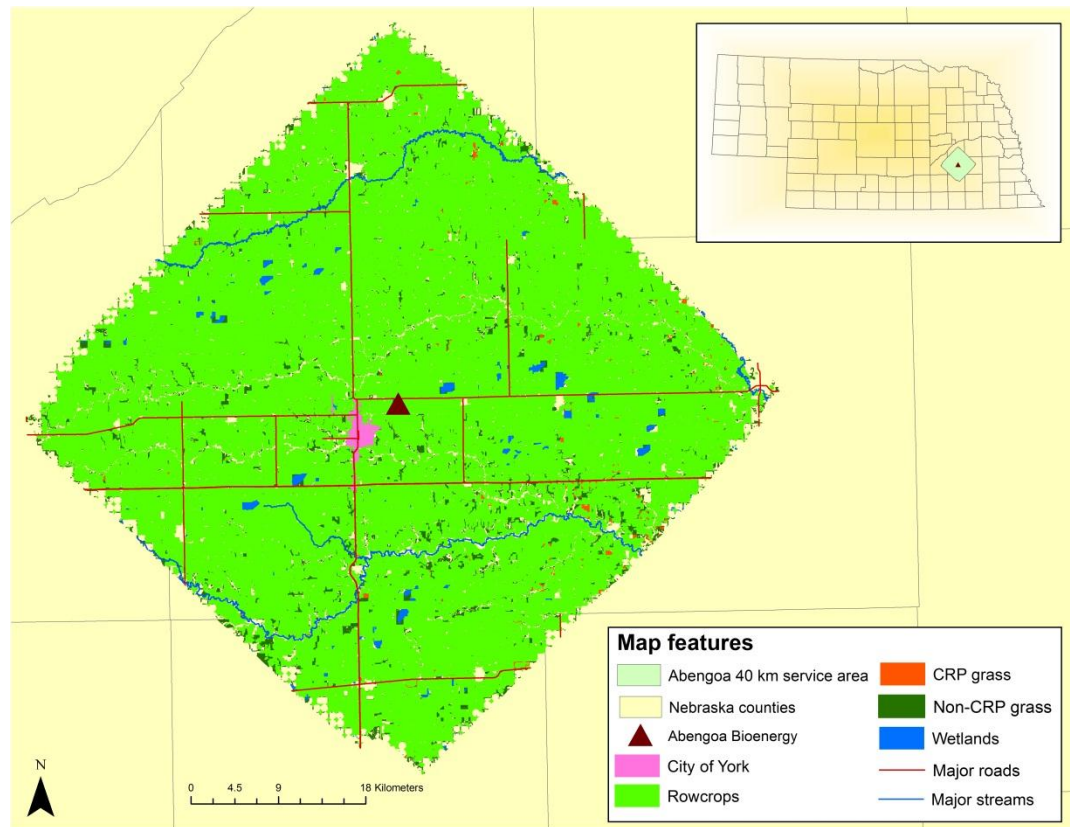 Map features
Abengoa 40 km service area
Nebraska counties
Abengoa Bioenergy
City of York
Rowcrops
CRP grass
Non-CRP grass
Wetlands
Major roads
Major streams
N
0 4.5 9 18 Kilometers